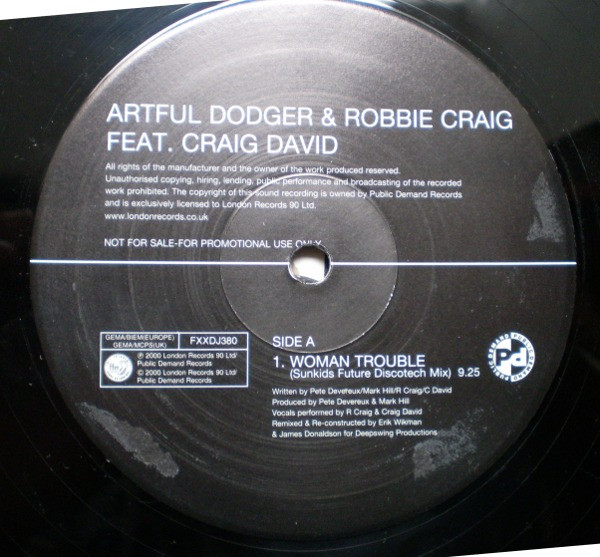 ARTFUL DODGER & ROBBIE CRAIG
FEAT. CRAIG DAVID
All rights of the manufacturer and the owner of the work produced reserved.
Unauthorised copying, hiring, lending, public performance and broadcasting of the recorded
work prohibited. The copyright of this sound recording is owned by Public Demand Records
and is exclusively licensed to London Records 90 Ltd.
www.londonrecords.co.uk
NOT FOR SALE-FOR PROMOTIONAL USE ONLY
GEMA/BIEM(EUROPE)
GEMA/MCPS(UK)
FXXDJ380
℗ 2000 London Records 90 Ltd/
Public Demand Records
© 2000 London Records 90 Ltd/
Public Demand Records
SIDE A
1. WOMAN TROUBLE
(Sunkids Future Discotech Mix) 9.25
Written by Pete Devereux/Mark Hill/R Craig/C David
Produced by Pete Devereux & Mark Hill
Vocals performed by R Craig & Craig David
Remixed & Re-constructed by Erik Wikman
& James Donaldson for Deepswing Productions
Pd